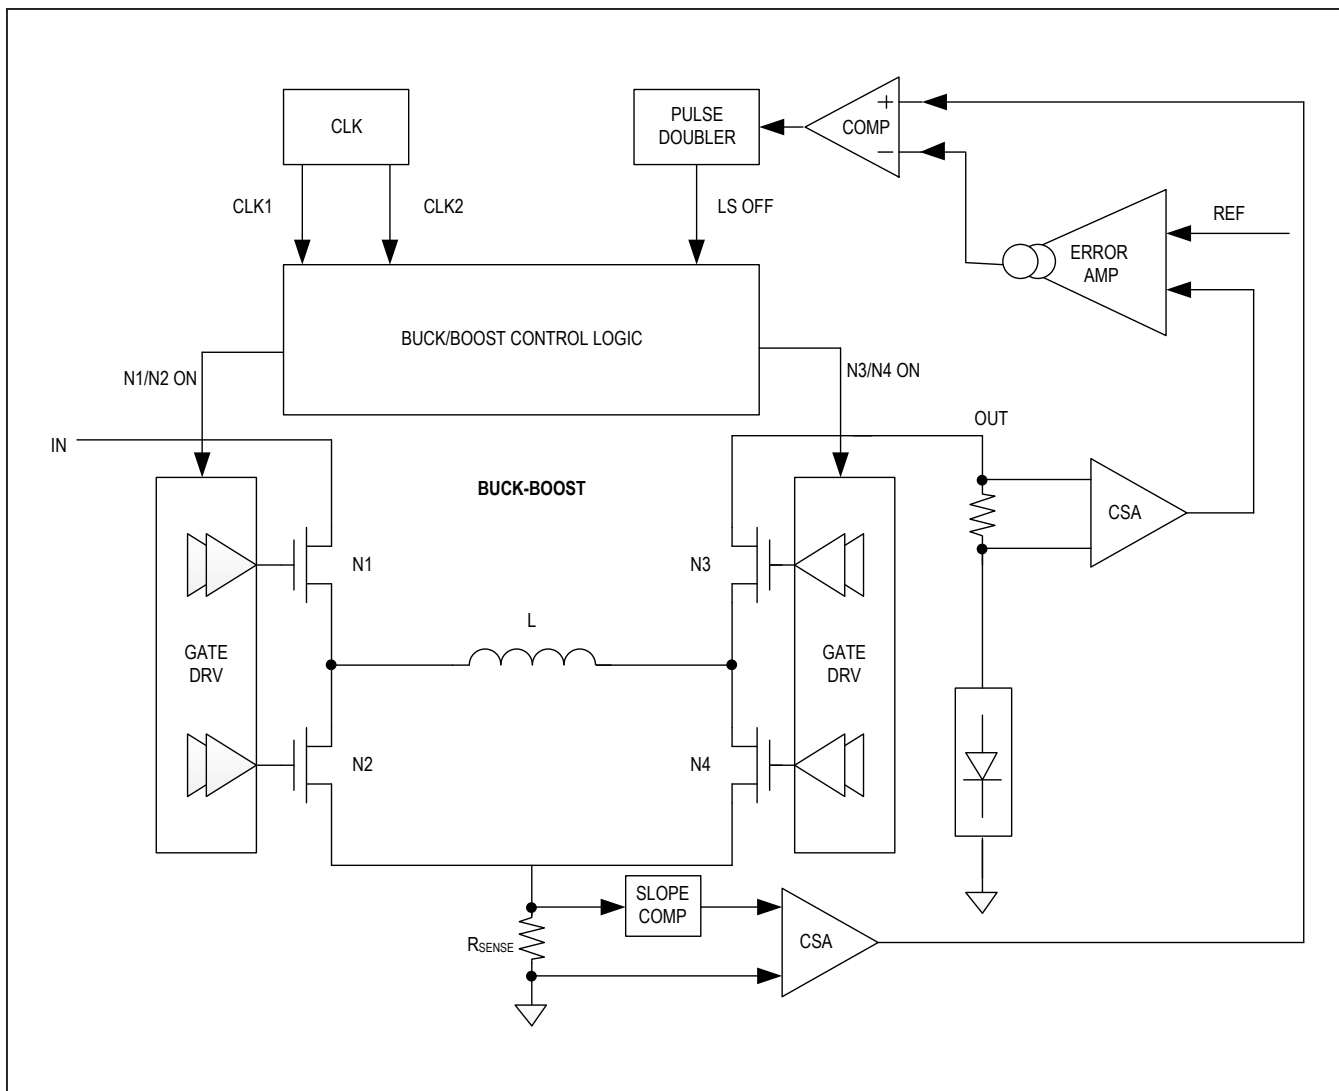 CLK
PULSE
DOUBLER
+
COMP
−
CLK1
CLK2
LS OFF
REF
ERROR
AMP
BUCK/BOOST CONTROL LOGIC
N1/N2 ON
N3/N4 ON
OUT
IN
BUCK-BOOST
CSA
N1
N3
L
GATE
DRV
GATE
DRV
N2
N4
SLOPE
COMP
RSENSE
CSA